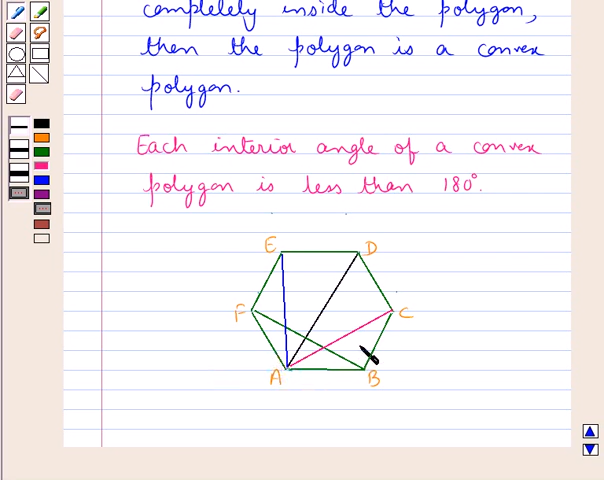 completely inside the polygon,
then the polygon is a convex
polygon.
Each interior angle of a convex
polygon is less than 180°.
E D
F C
A B